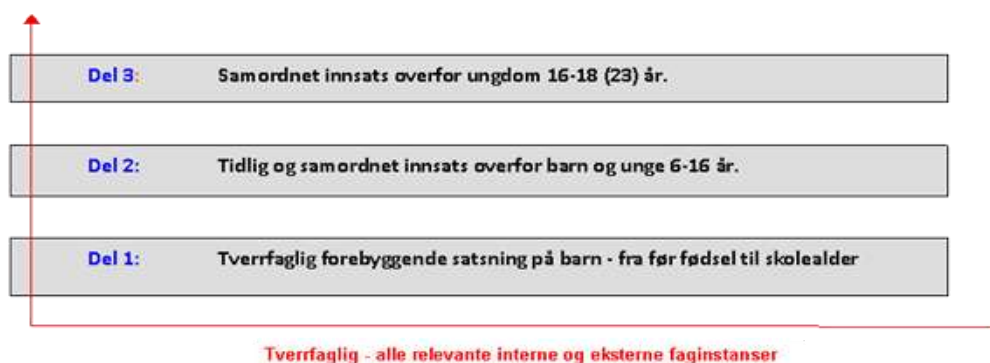 Del 3: Samordnet innsats overfor ungdom 16-18 (23) år.
Del 2: Tidlig og samordnet innsats overfor barn og unge 6-16 år.
Del 1: Tverrfaglig forebyggende satsning på barn - fra før fødsel til skolealder
Tverrfaglig - alle relevante interne og eksterne faginstanser